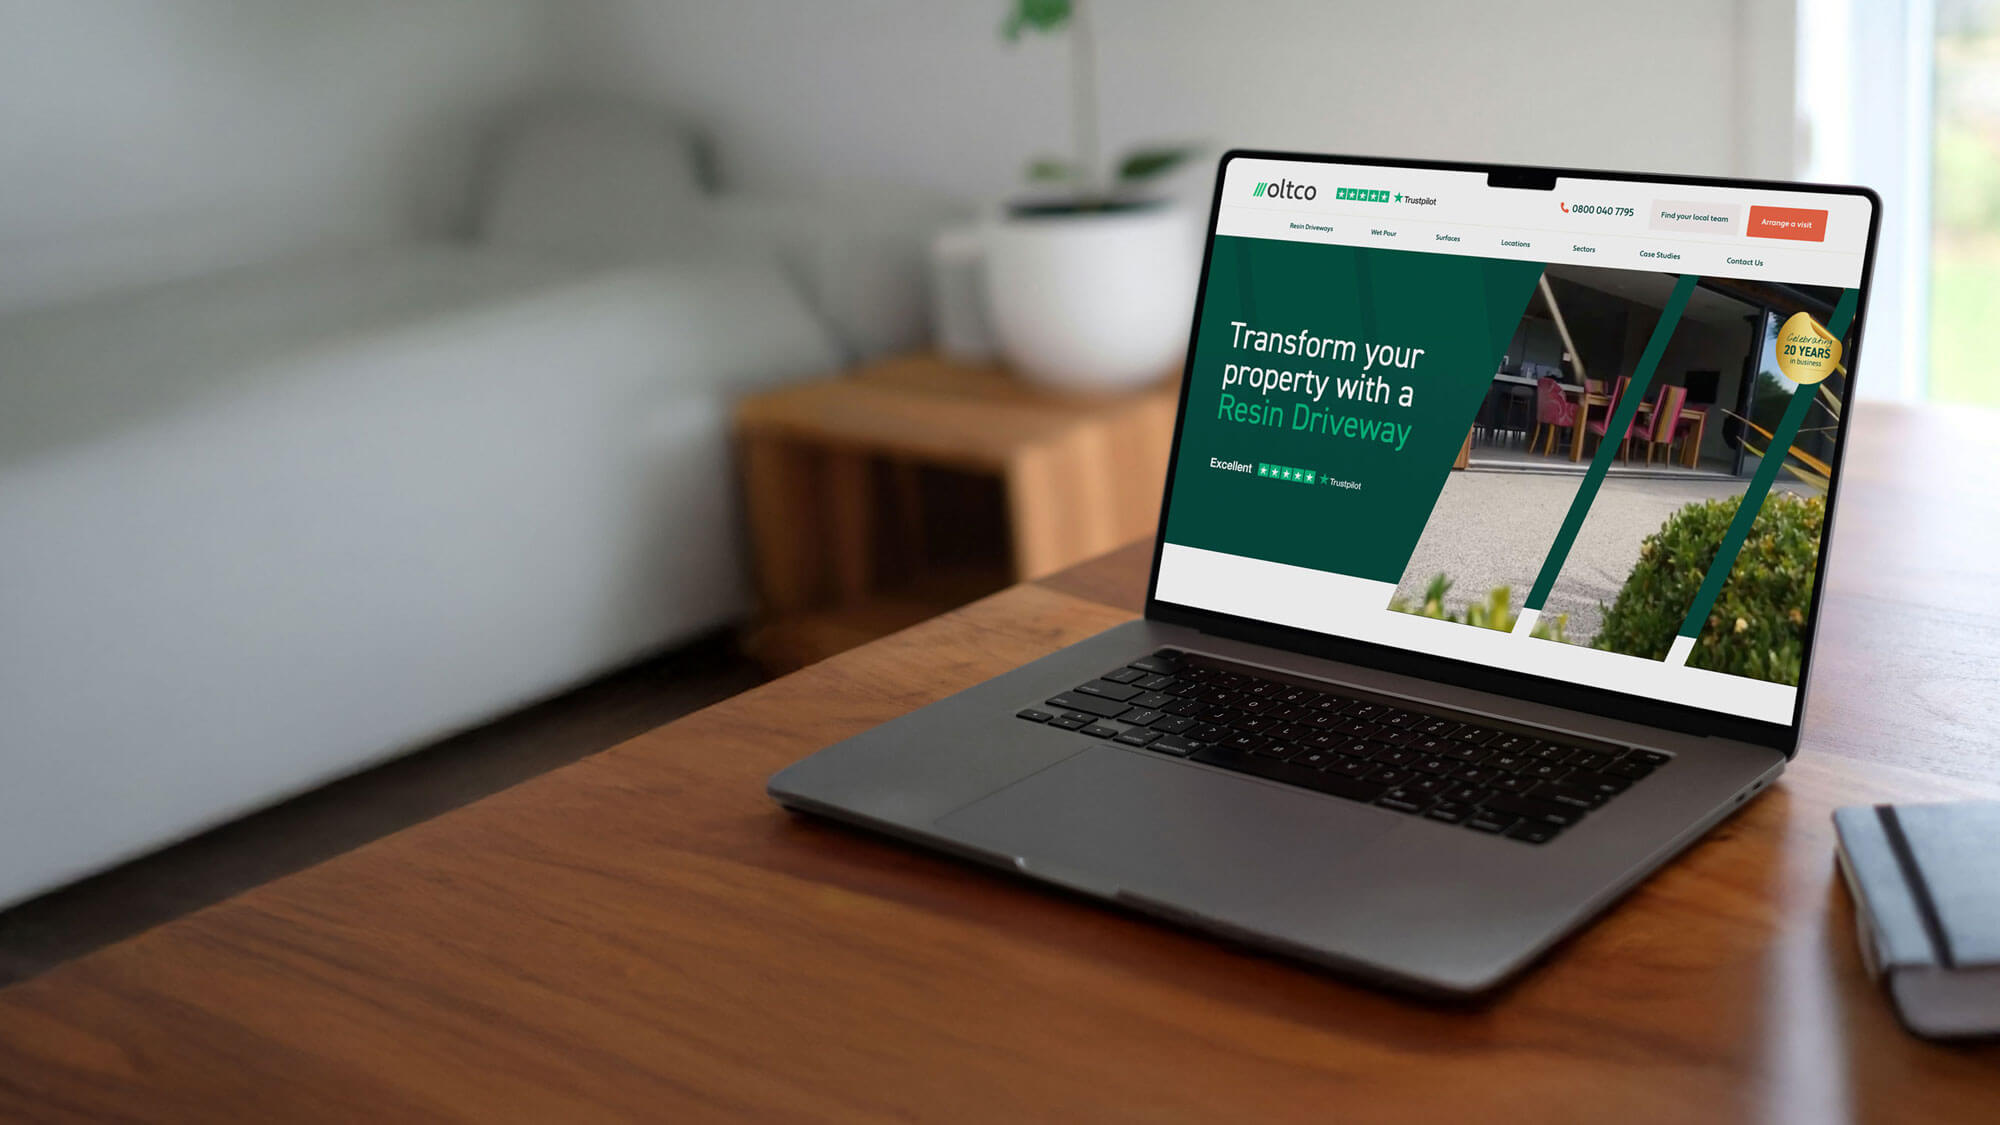 oltco
Trustpilot
0800 040 7795
Find your local team
Arrange a visit
Resin Driveways
Wet Pour
Surfaces
Locations
Sectors
Case Studies
Contact Us
Transform your
property with a
Resin Driveway
Excellent
Trustpilot
Celebrating
20 YEARS
in business